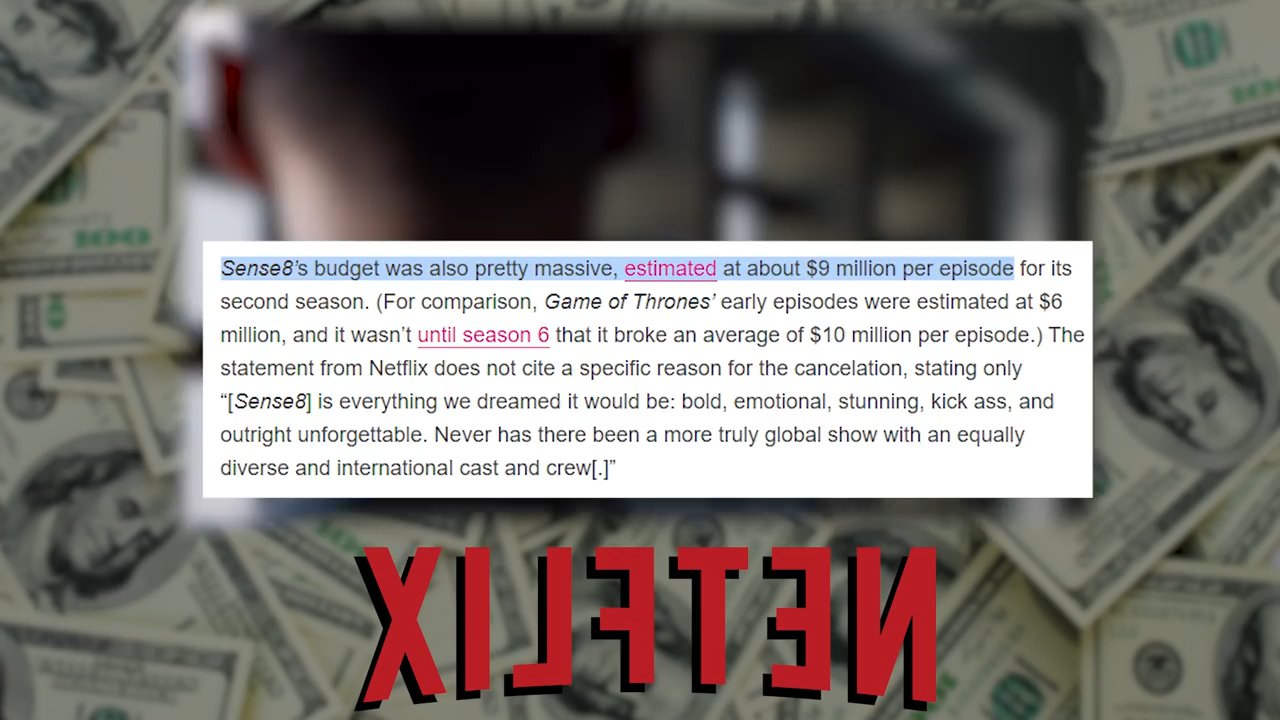 Sense8’s budget was also pretty massive, estimated at about $9 million per episode for its
second season. (For comparison, Game of Thrones’ early episodes were estimated at $6
million, and it wasn’t until season 6 that it broke an average of $10 million per episode.) The
statement from Netflix does not cite a specific reason for the cancelation, stating only
“[Sense8] is everything we dreamed it would be: bold, emotional, stunning, kick ass, and
outright unforgettable. Never has there been a more truly global show with an equally
diverse and international cast and crew[.]”
NETFLIX